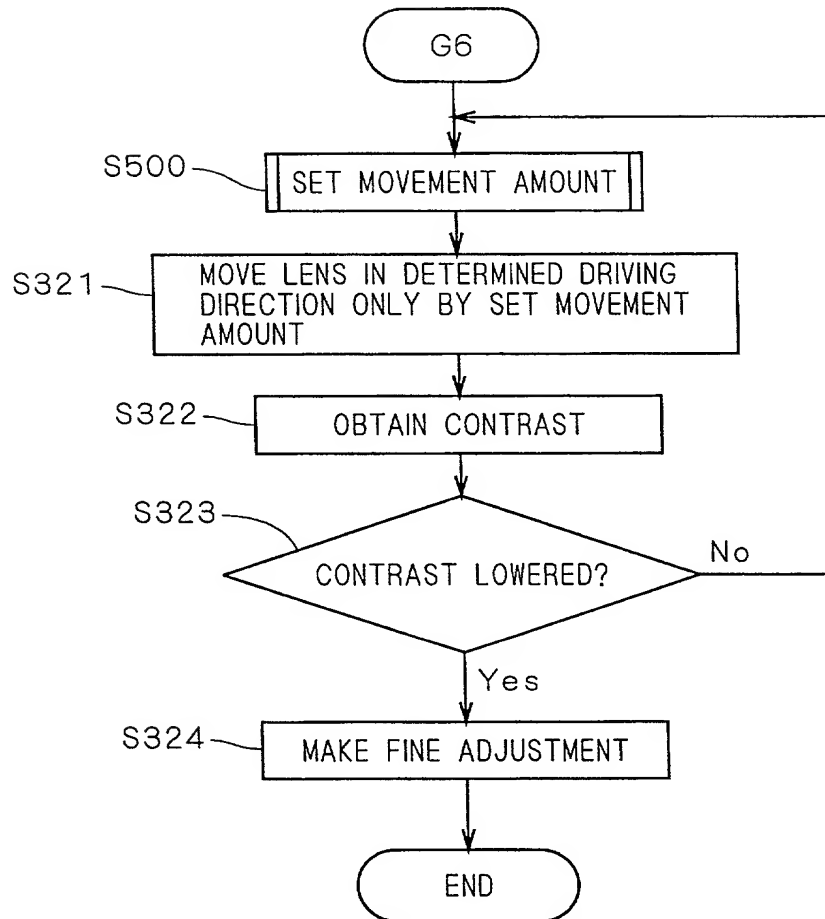 G6
S500
SET MOVEMENT AMOUNT
S321
MOVE LENS IN DETERMINED DRIVING
DIRECTION ONLY BY SET MOVEMENT
AMOUNT
S322
OBTAIN CONTRAST
S323
CONTRAST LOWERED?
No
Yes
S324
MAKE FINE ADJUSTMENT
END